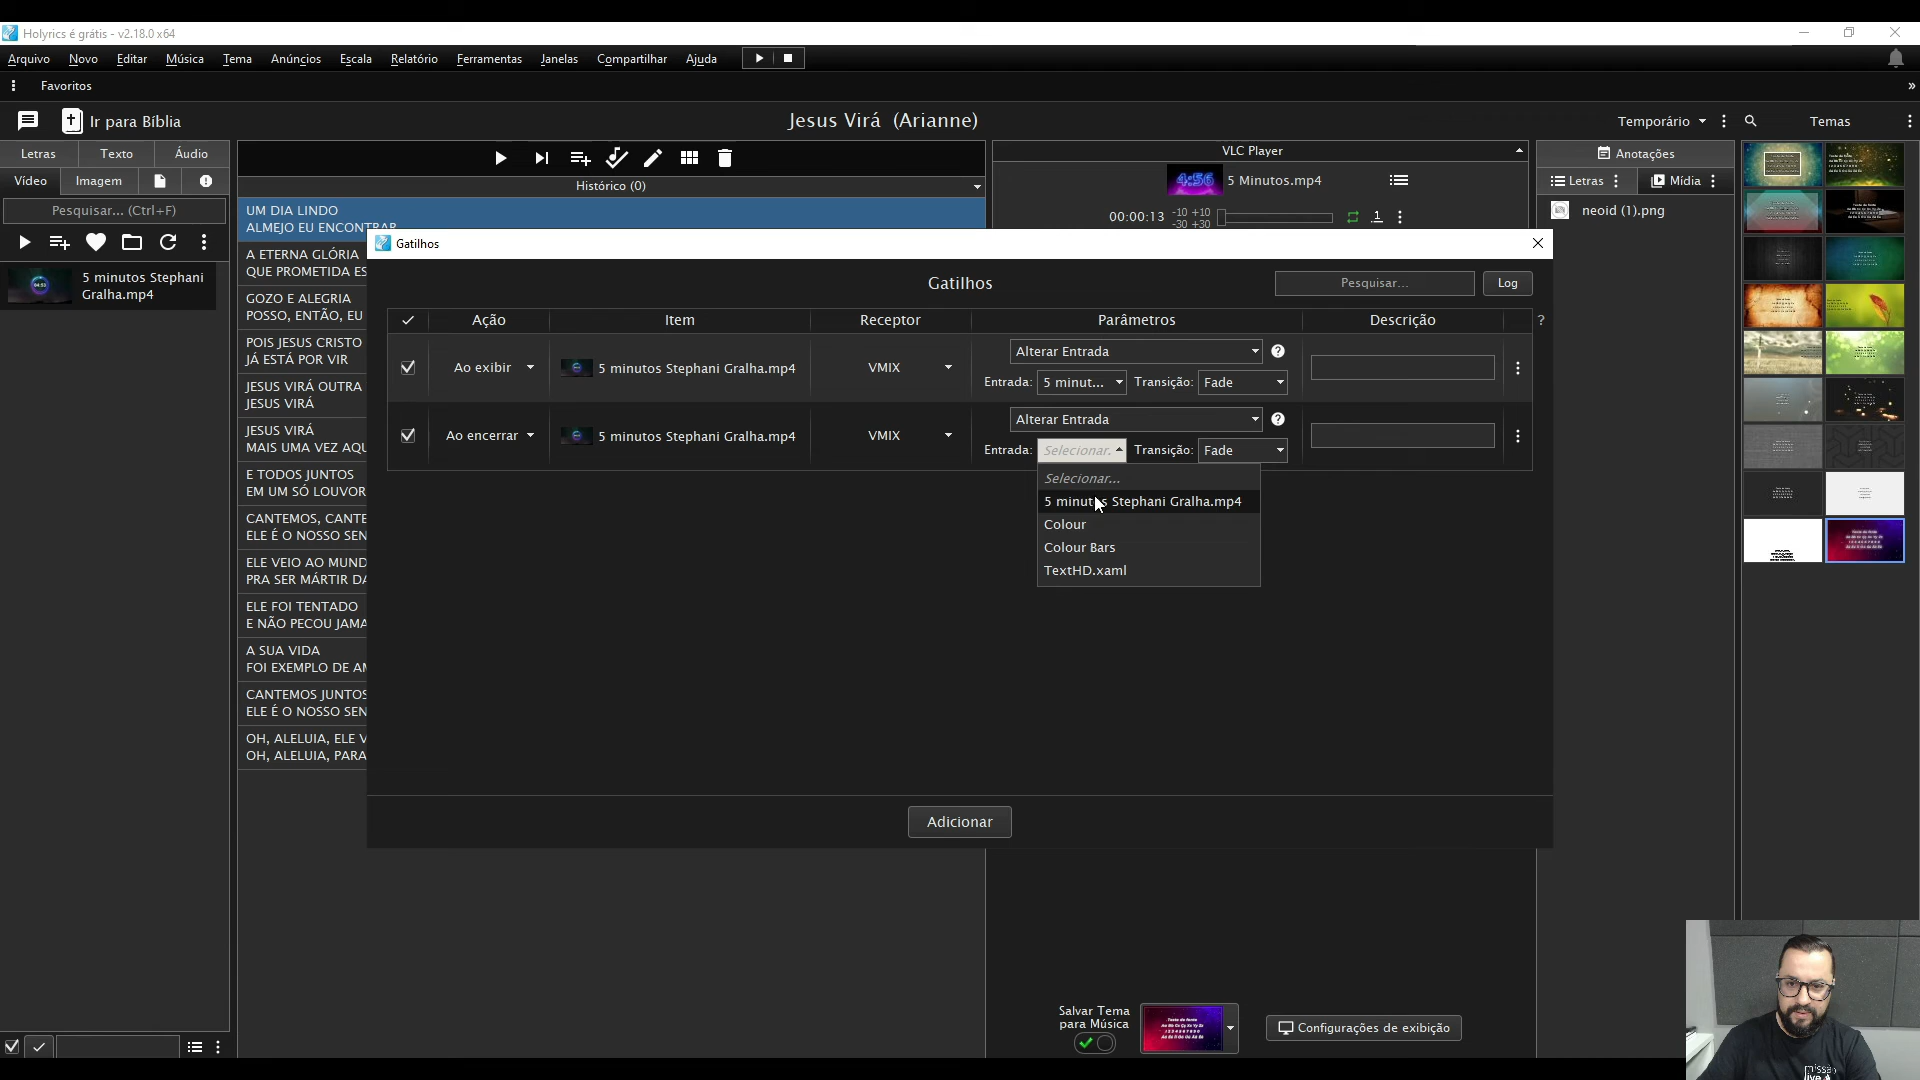 Holyrics é grátis - v2.18.0 x64
Arquivo Novo Editar Música Tema Anúncios Escala Relatório Ferramentas Janelas Compartilhar Ajuda
Favoritos
Ir para Bíblia
Jesus Virá (Arianne)
Temporário
Temas
Letras Texto Áudio
Vídeo Imagem
Pesquisar... (Ctrl+F)
5 minutos Stephani
Gralha.mp4
Histórico (0)
UM DIA LINDO
ALMEJO EU ENCONTRAR
A ETERNA GLÓRIA
QUE PROMETIDA ES
GOZO E ALEGRIA
POSSO, ENTÃO, EU
POIS JESUS CRISTO
JÁ ESTÁ POR VIR
JESUS VIRÁ OUTRA
JESUS VIRÁ
JESUS VIRÁ
MAIS UMA VEZ AQU
E TODOS JUNTOS
EM UM SÓ LOUVOR
CANTEMOS, CANTE
ELE É O NOSSO SEN
ELE VEIO AO MUND
PRA SER MÁRTIR DA
ELE FOI TENTADO
E NÃO PECOU JAMA
A SUA VIDA
FOI EXEMPLO DE AM
CANTEMOS JUNTOS
ELE É O NOSSO SEN
OH, ALELUIA, ELE V
OH, ALELUIA, PARA
VLC Player
4:56
5 Minutos.mp4
00:00:13
-10 +10
-30 +30
1
Anotações
Letras Mídia
neoid (1).png
Gatilhos
Gatilhos
Pesquisar...
Log
Ação Item Receptor Parâmetros Descrição ?
Ao exibir 5 minutos Stephani Gralha.mp4 VMIX Alterar Entrada ?
Entrada: 5 minut... Transição: Fade
Ao encerrar 5 minutos Stephani Gralha.mp4 VMIX Alterar Entrada ?
Entrada: Selecionar. Transição: Fade
Selecionar...
5 minutos Stephani Gralha.mp4
Colour
Colour Bars
TextHD.xaml
Adicionar
Salvar Tema
para Música
Configurações de exibição